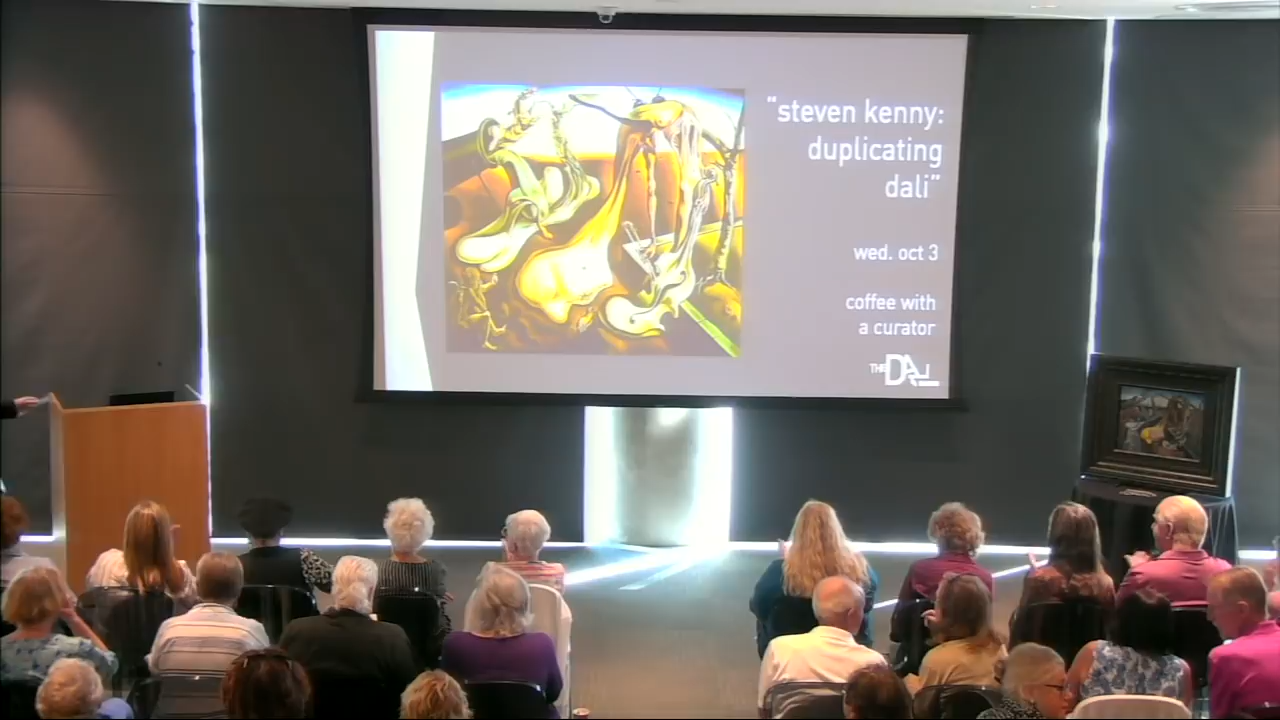 "steven kenny:
duplicating
dali"
wed. oct 3
coffee with
a curator
THE DALI